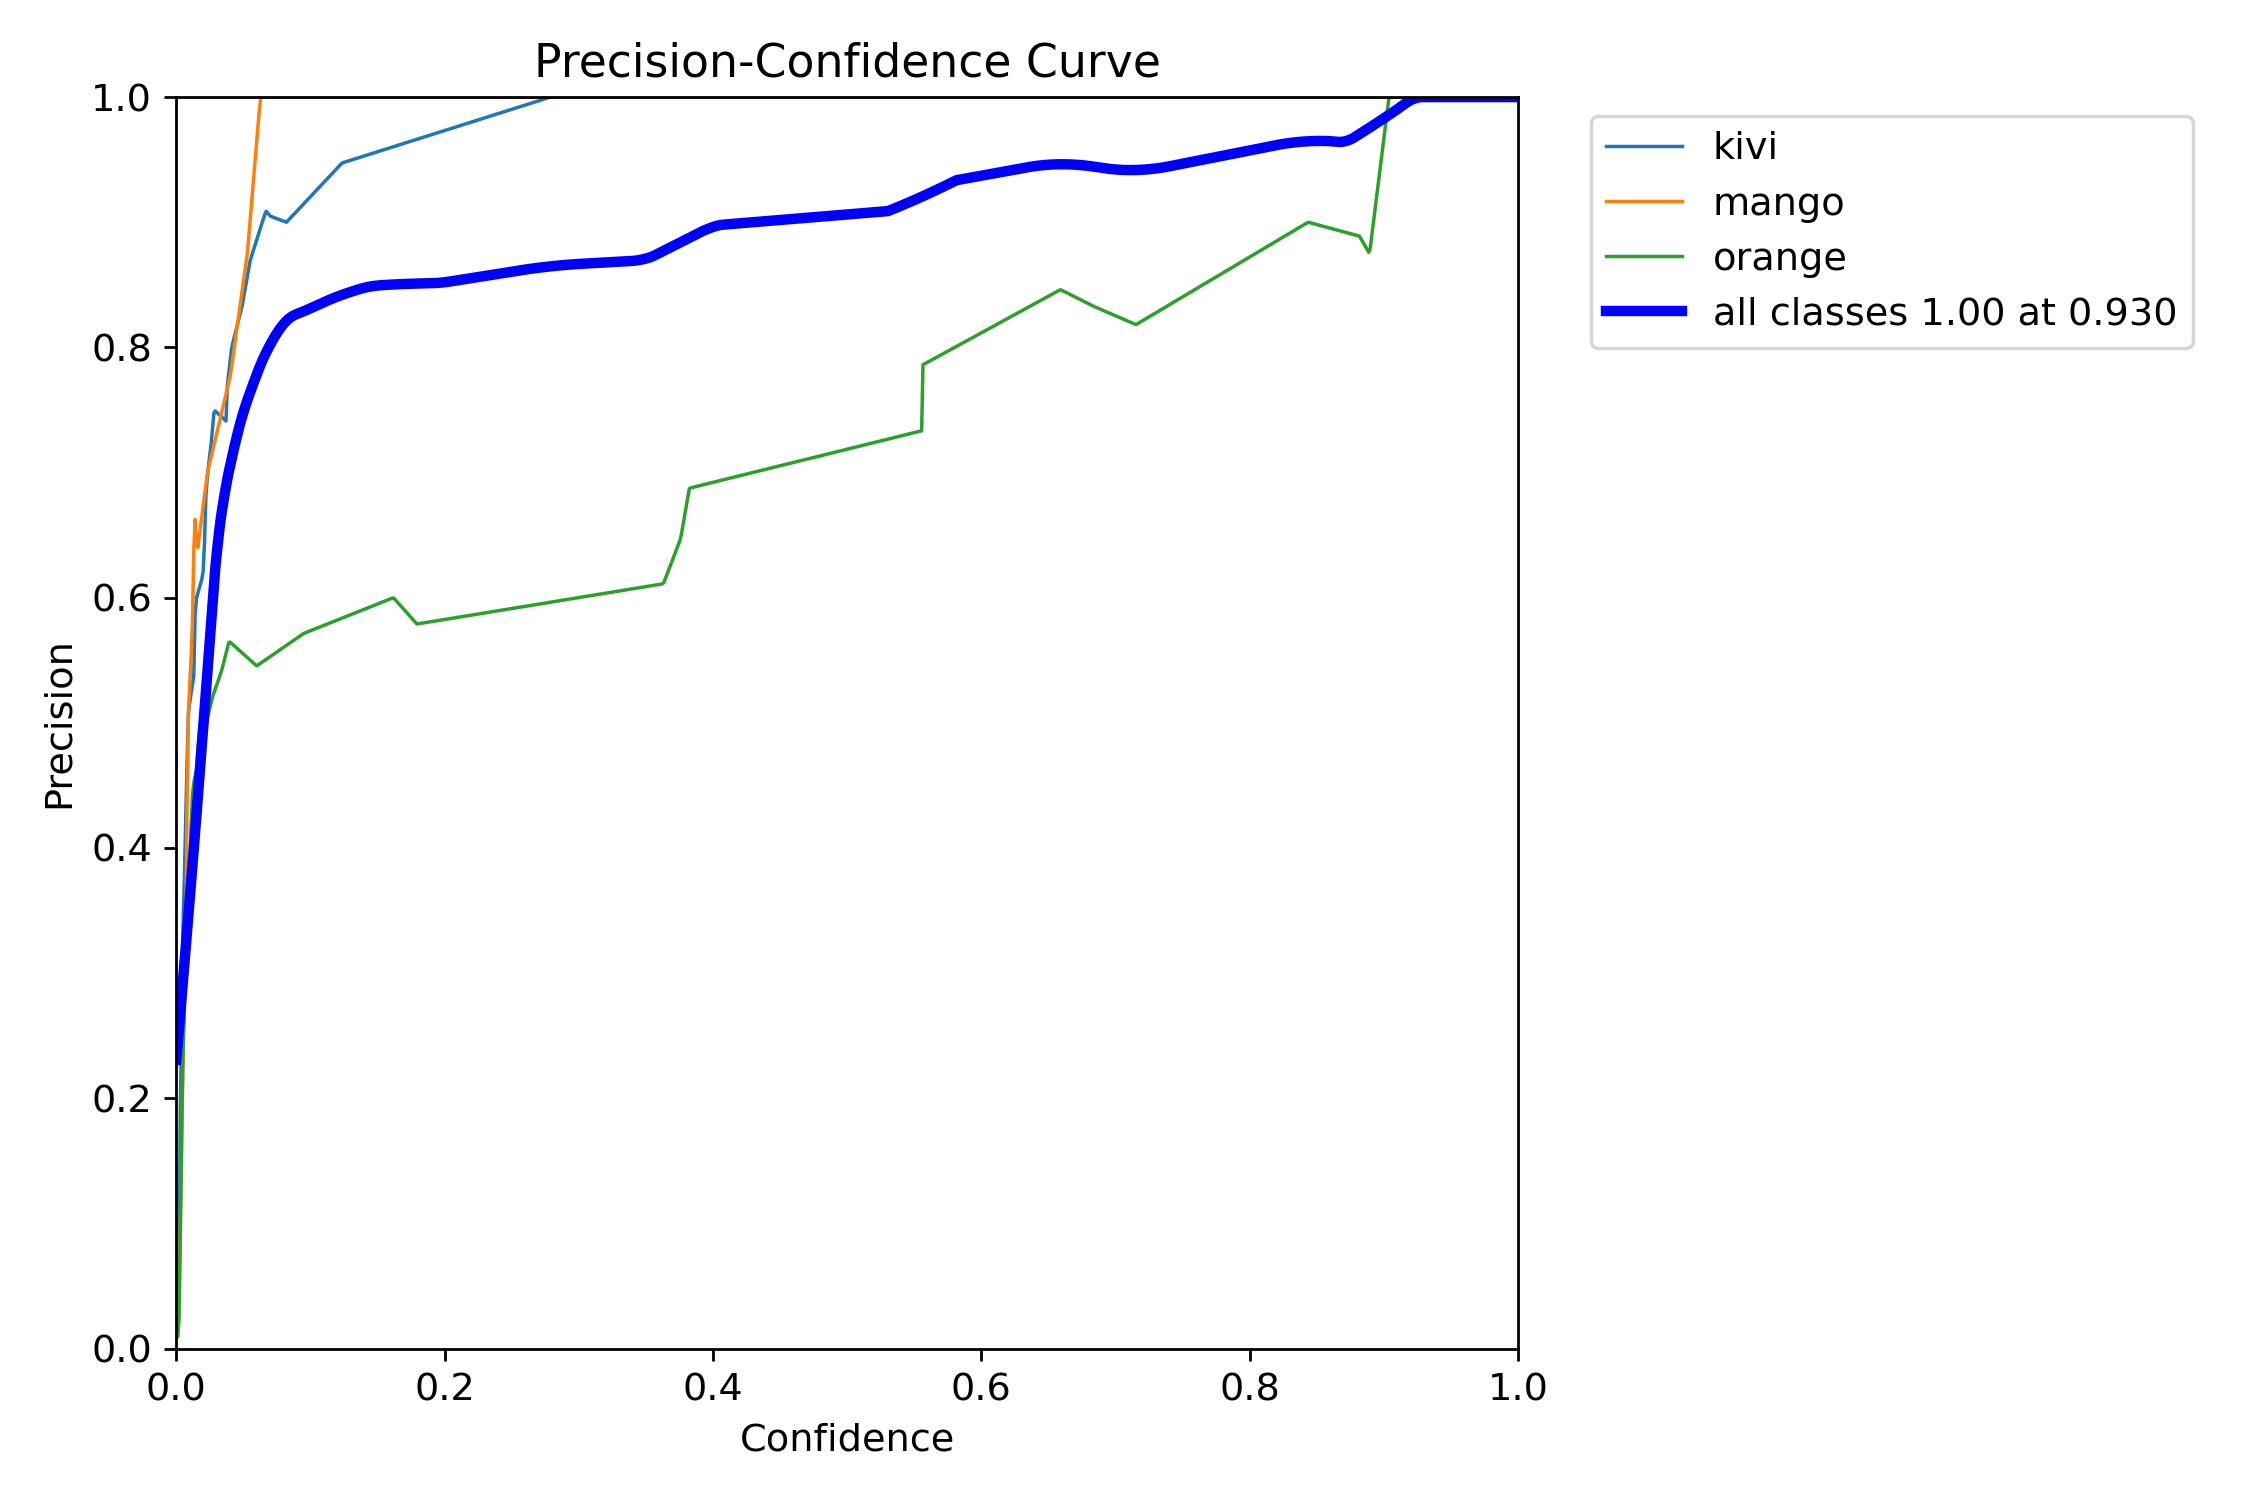 Precision-Confidence Curve
1.0
0.8
0.6
0.4
0.2
0.0
Precision
0.0 0.2 0.4 0.6 0.8 1.0
Confidence
kivi
mango
orange
all classes 1.00 at 0.930